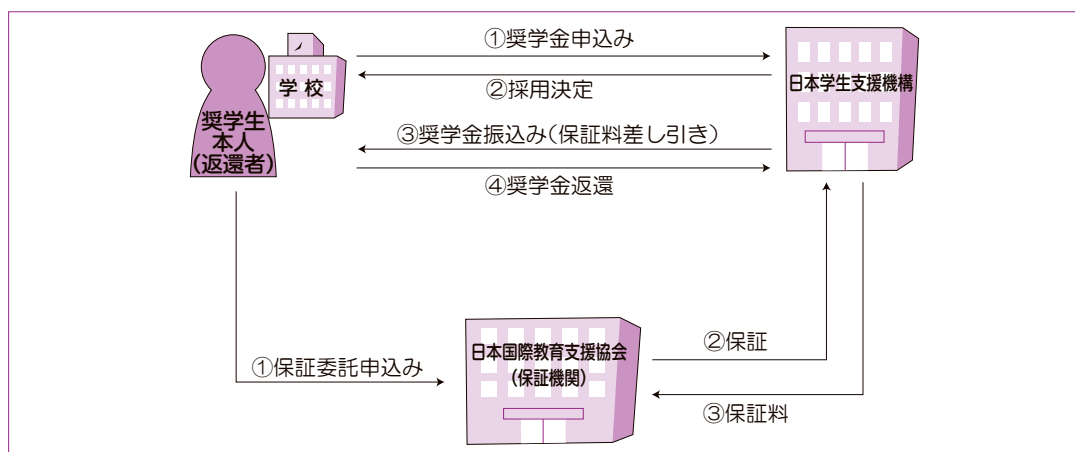 ①奨学金申込み
学校
②採用決定
日本学生支援機構
奨学生
本人
(返還者)
③奨学金振込み(保証料差し引き)
④奨学金返還
①保証委託申込み
日本国際教育支援協会
(保証機関)
②保証
③保証料